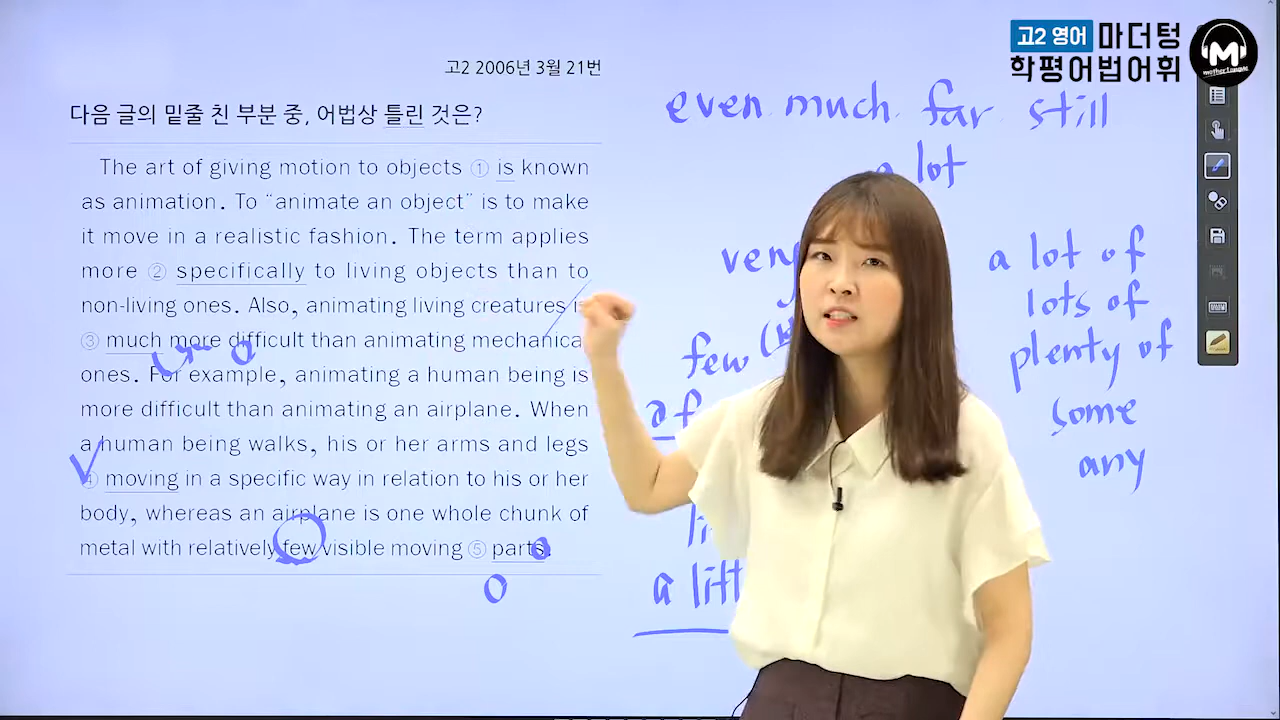 고2 영어 마더텅
학평어법어휘
M
mother tongue
고2 2006년 3월 21번
다음 글의 밑줄 친 부분 중, 어법상 틀린 것은?
The art of giving motion to objects ① is known
as animation. To “animate an object” is to make
it move in a realistic fashion. The term applies
more ② specifically to living objects than to
non-living ones. Also, animating living creatures
③ much more difficult than animating mechanical
ones. For example, animating a human being is
more difficult than animating an airplane. When
a human being walks, his or her arms and legs
④ moving in a specific way in relation to his or her
body, whereas an airplane is one whole chunk of
metal with relatively few visible moving ⑤ parts.
even much far still
a lot
very
few
a lot of
lots of
plenty of
some
any